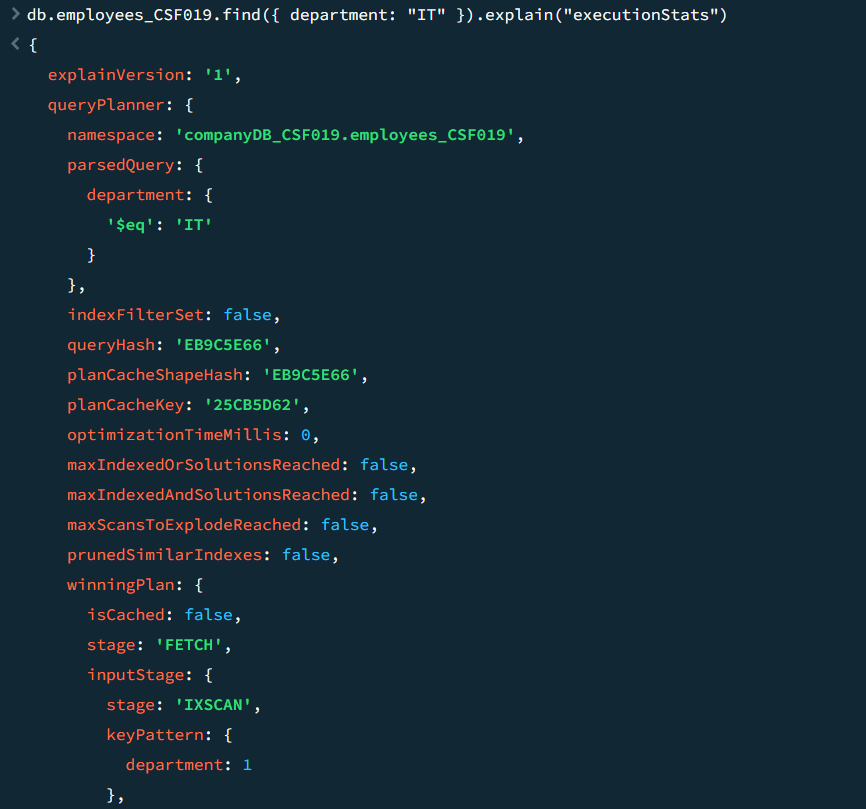 > db.employees_CSF019.find({ department: "IT" }).explain("executionStats")
< {
explainVersion: '1',
queryPlanner: {
namespace: 'companyDB_CSF019.employees_CSF019',
parsedQuery: {
department: {
'$eq': 'IT'
}
},
indexFilterSet: false,
queryHash: 'EB9C5E66',
planCacheShapeHash: 'EB9C5E66',
planCacheKey: '25CB5D62',
optimizationTimeMillis: 0,
maxIndexedOrSolutionsReached: false,
maxIndexedAndSolutionsReached: false,
maxScansToExplodeReached: false,
prunedSimilarIndexes: false,
winningPlan: {
isCached: false,
stage: 'FETCH',
inputStage: {
stage: 'IXSCAN',
keyPattern: {
department: 1
},